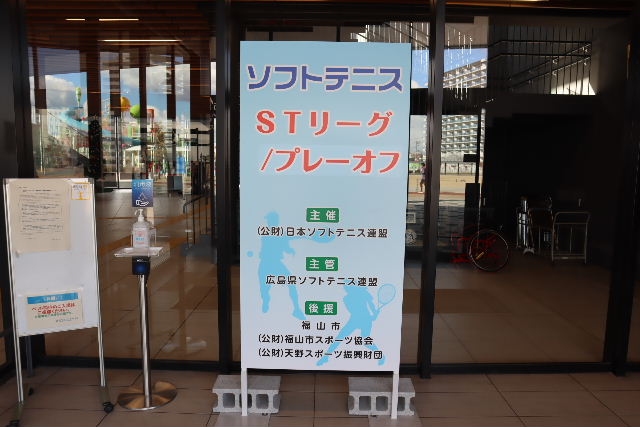 ソフトテニス
STリーグ
/プレーオフ
主催
(公財)日本ソフトテニス連盟
主管
広島県ソフトテニス連盟
後援
福山市
(公財)福山市スポーツ協会
(公財)天野スポーツ振興財団